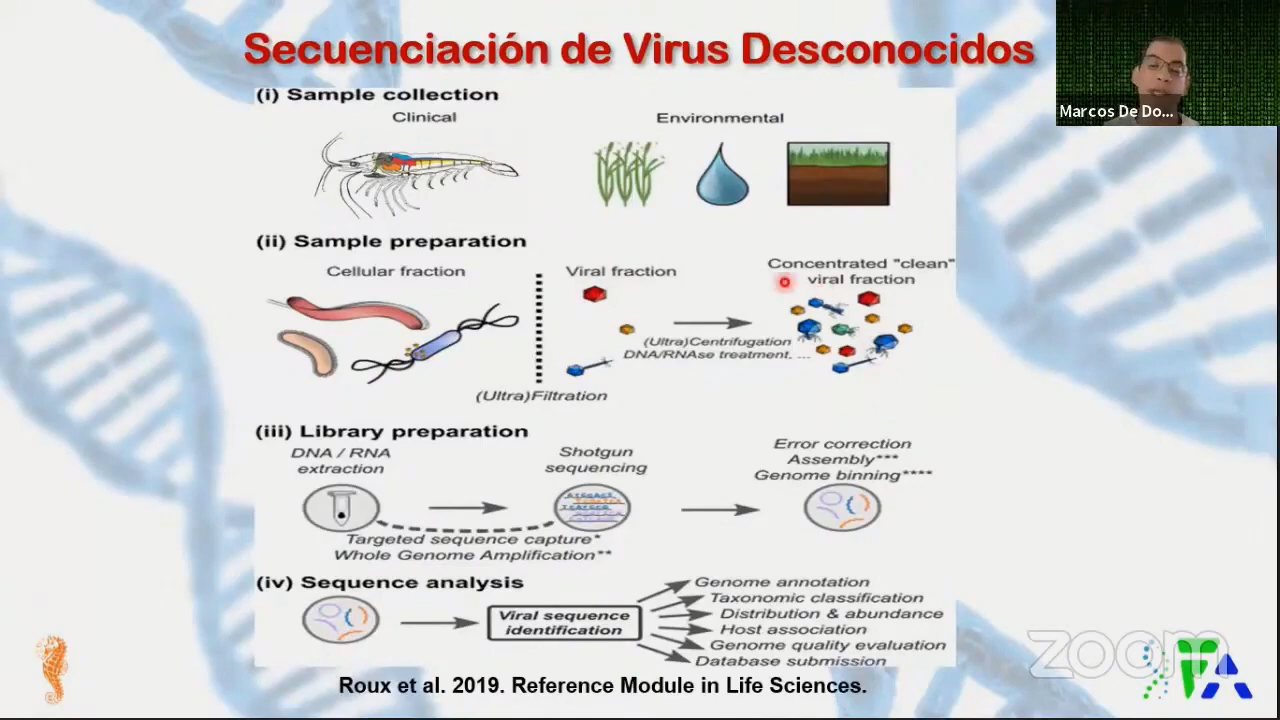 Secuenciación de Virus Desconocidos
Marcos De Do...
(i) Sample collection
Clinical
Environmental
(ii) Sample preparation
Cellular fraction
Viral fraction
Concentrated "clean"
viral fraction
(Ultra)Centrifugation
DNA/RNAse treatment, ...
(Ultra)Filtration
(iii) Library preparation
DNA / RNA
extraction
Shotgun
sequencing
Error correction
Assembly***
Genome binning****
Targeted sequence capture*
Whole Genome Amplification**
(iv) Sequence analysis
Viral sequence
identification
Genome annotation
Taxonomic classification
Distribution & abundance
Host association
Genome quality evaluation
Database submission
Roux et al. 2019. Reference Module in Life Sciences.
zoom